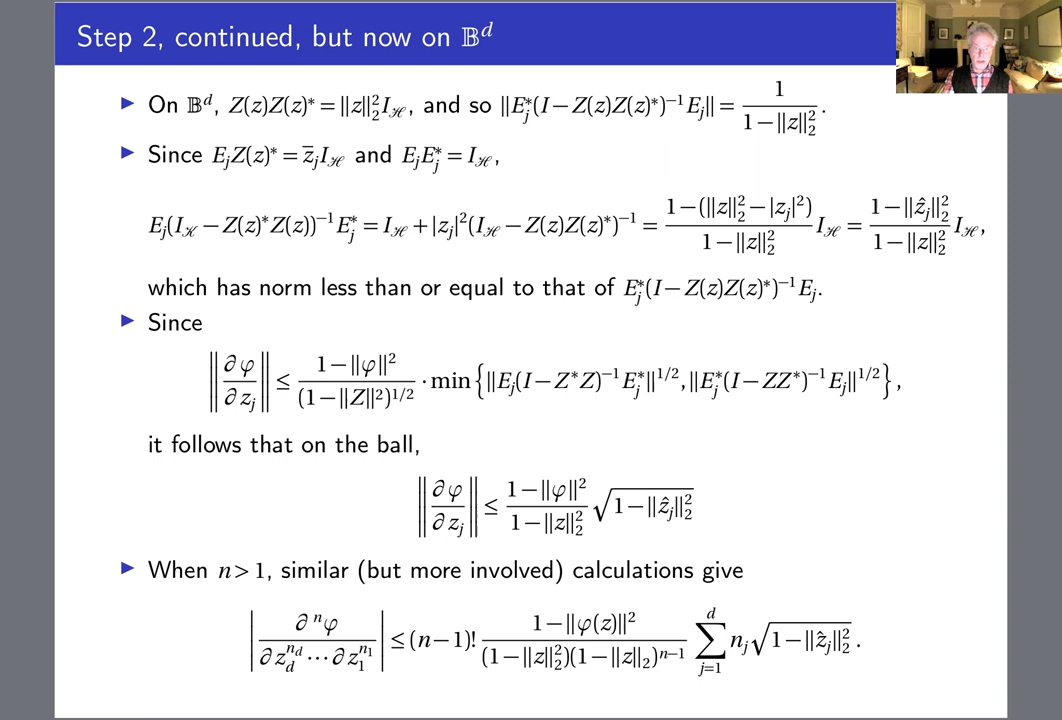 Step 2, continued, but now on 𝔹ᵈ
▶ On 𝔹ᵈ, Z(z)Z(z)* = ‖z‖₂² I_ℋ, and so ‖E_j*(I − Z(z)Z(z)*)⁻¹E_j‖ = 1/(1 − ‖z‖₂²).
▶ Since E_jZ(z)* = z̄_jI_ℋ and E_jE_j* = I_ℋ,
E_j(I_𝒦 − Z(z)*Z(z))⁻¹E_j* = I_ℋ + |z_j|²(I_ℋ − Z(z)Z(z)*)⁻¹ = (1 − (‖z‖₂² − |z_j|²))/(1 − ‖z‖₂²) I_ℋ = (1 − ‖ẑ_j‖₂²)/(1 − ‖z‖₂²) I_ℋ,
which has norm less than or equal to that of E_j*(I − Z(z)Z(z)*)⁻¹E_j.
▶ Since
‖∂φ/∂z_j‖ ≤ (1 − ‖φ‖²)/(1 − ‖Z‖²)^{1/2} · min{‖E_j(I − Z*Z)⁻¹E_j*‖^{1/2}, ‖E_j*(I − ZZ*)⁻¹E_j‖^{1/2}},
it follows that on the ball,
‖∂φ/∂z_j‖ ≤ (1 − ‖φ‖²)/(1 − ‖z‖₂²) √(1 − ‖ẑ_j‖₂²)
▶ When n > 1, similar (but more involved) calculations give
|∂ⁿφ/(∂z_d^{n_d} ··· ∂z_1^{n_1})| ≤ (n − 1)! (1 − ‖φ(z)‖²)/((1 − ‖z‖₂²)(1 − ‖z‖₂)^{n−1}) ∑_{j=1}^{d} n_j √(1 − ‖ẑ_j‖₂²).